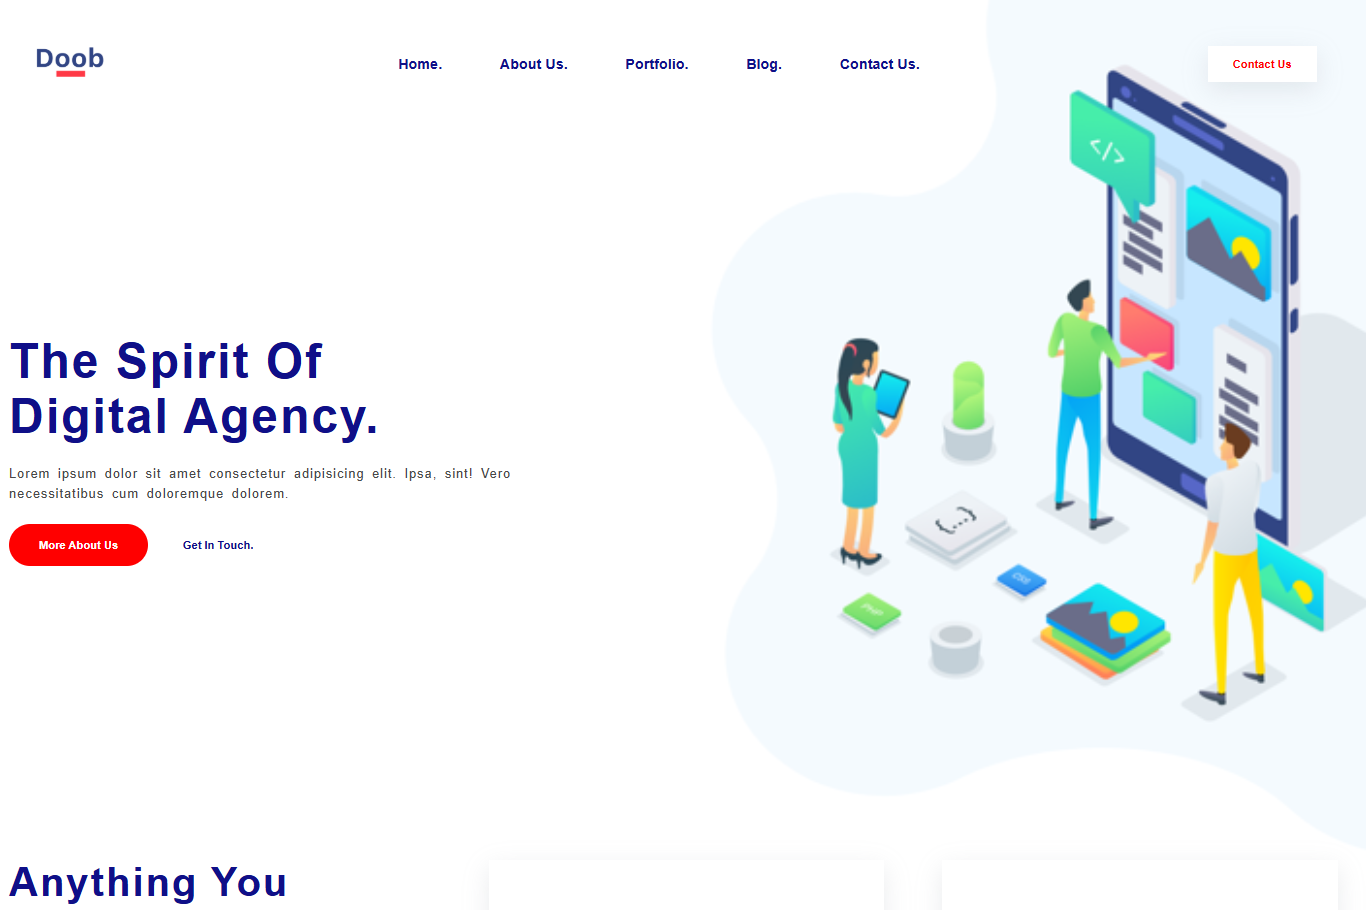 Doob
Home.
About Us.
Portfolio.
Blog.
Contact Us.
Contact Us
</>
The Spirit Of
Digital Agency.
Lorem ipsum dolor sit amet consectetur adipisicing elit. Ipsa, sint! Vero
necessitatibus cum doloremque dolorem.
More About Us
Get In Touch.
{...}
CSS
PHP
Anything You